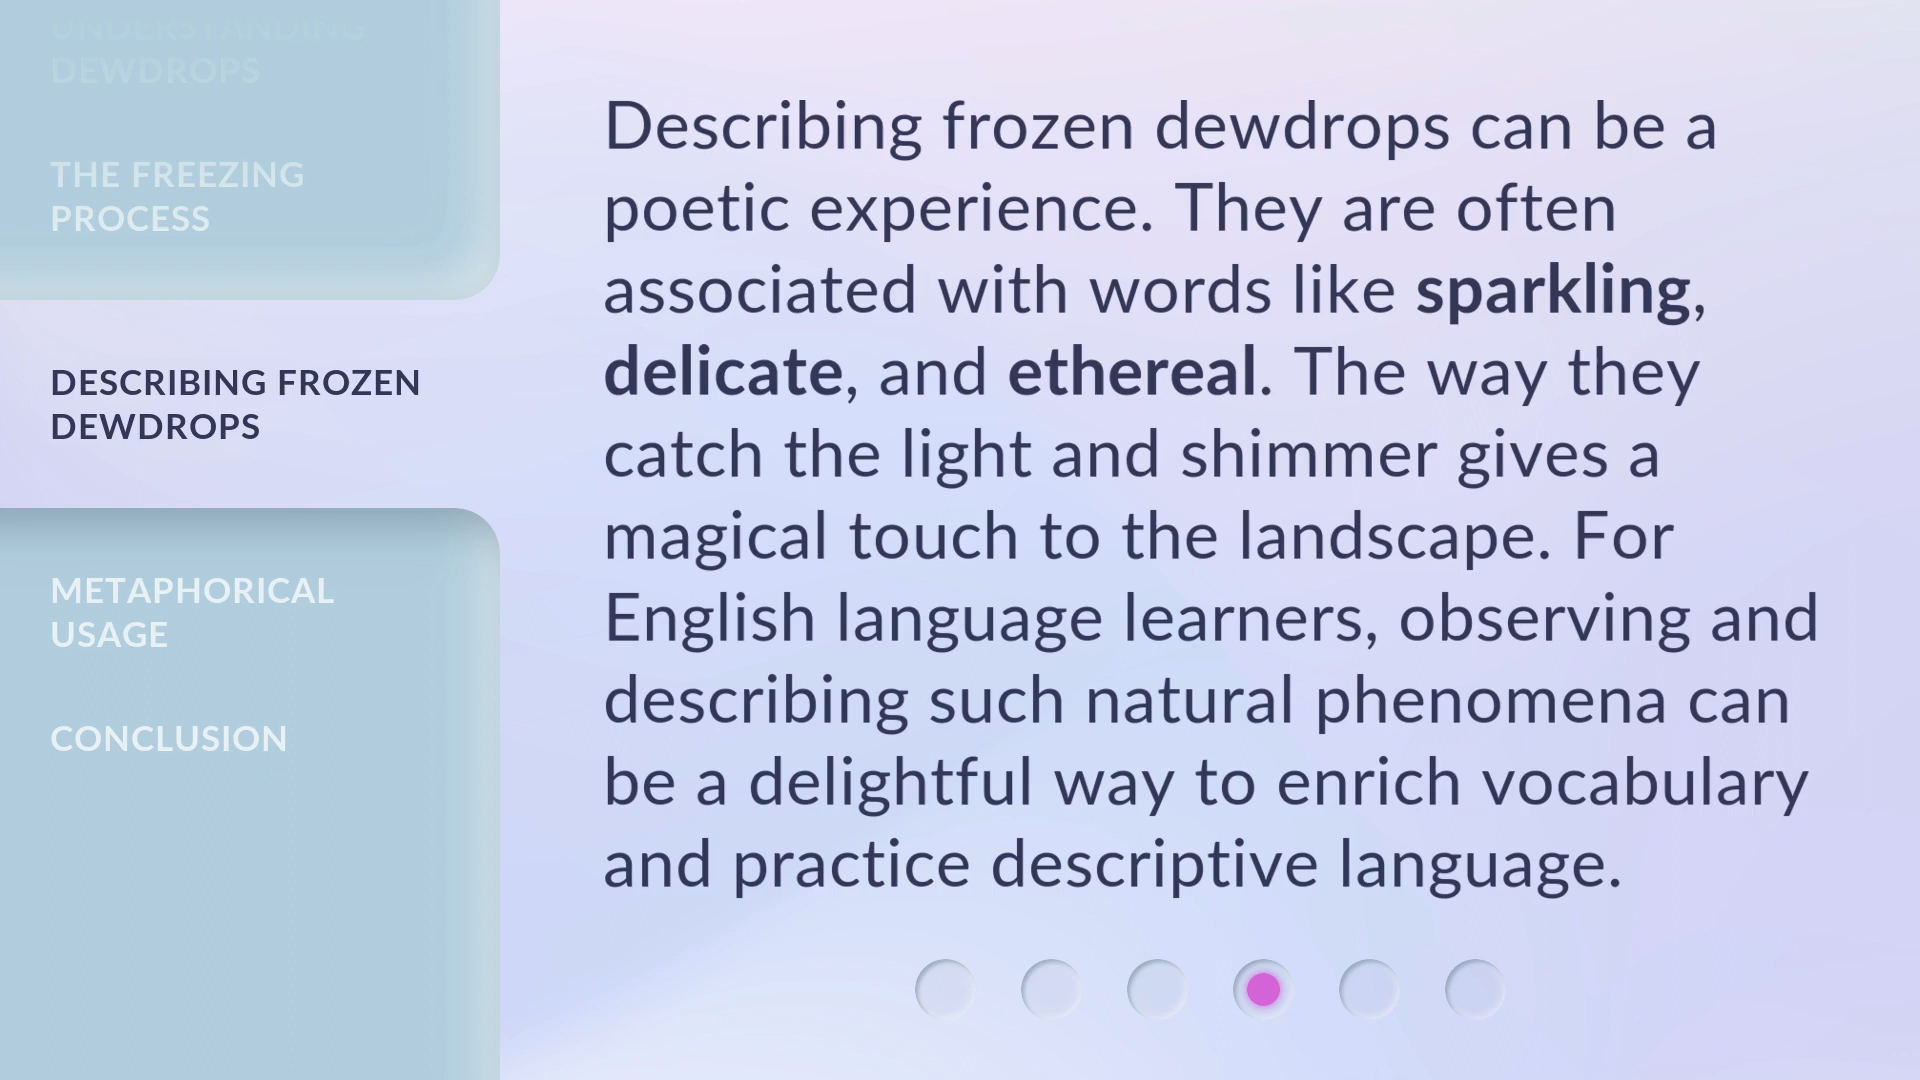 UNDERSTANDING
DEWDROPS
THE FREEZING
PROCESS
DESCRIBING FROZEN
DEWDROPS
METAPHORICAL
USAGE
CONCLUSION
Describing frozen dewdrops can be a
poetic experience. They are often
associated with words like sparkling,
delicate, and ethereal. The way they
catch the light and shimmer gives a
magical touch to the landscape. For
English language learners, observing and
describing such natural phenomena can
be a delightful way to enrich vocabulary
and practice descriptive language.